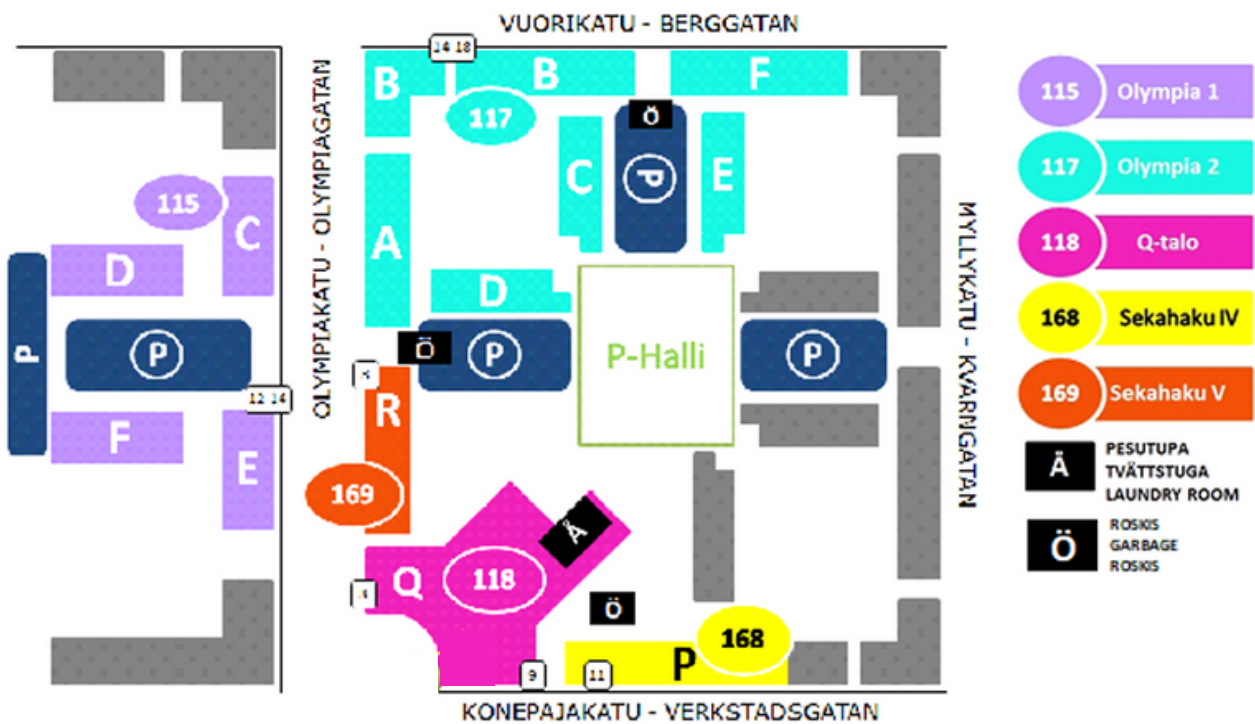 VUORIKATU - BERGGATAN
14 18
B
B
F
117
Ö
C
P
E
A
D
115
C
D
P
P
F
E
12 14
OLYMPIAKATU - OLYMPIAGATAN
Ö
P
P-Halli
P
MYLLYKATU - KVARNGATAN
R
169
Q
118
Ä
Ö
9
11
P
168
KONEPAJAKATU - VERKSTADSGATAN
115 Olympia 1
117 Olympia 2
118 Q-talo
168 Sekahaku IV
169 Sekahaku V
Ä
PESUTUPA
TVÄTTSTUGA
LAUNDRY ROOM
Ö
ROSKIS
GARBAGE
ROSKIS